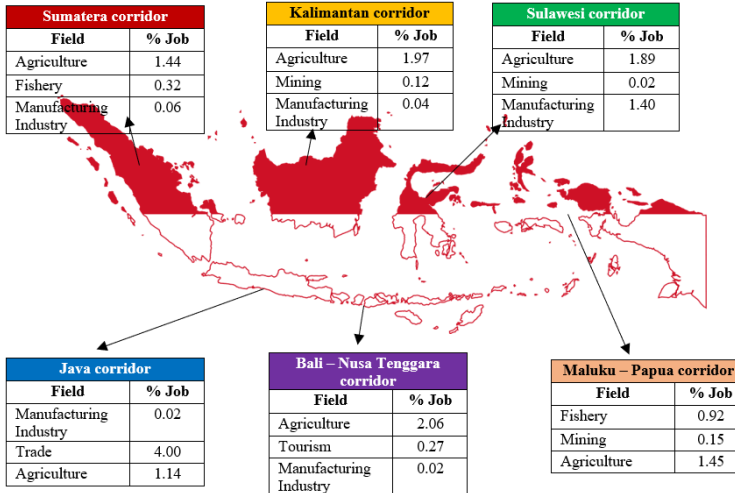 Sumatera corridor
Field % Job
Agriculture 1.44
Fishery 0.32
Manufacturing 0.06
Industry
Kalimantan corridor
Field % Job
Agriculture 1.97
Mining 0.12
Manufacturing 0.04
Industry
Sulawesi corridor
Field % Job
Agriculture 1.89
Mining 0.02
Manufacturing 1.40
Industry
Java corridor
Field % Job
Manufacturing 0.02
Industry
Trade 4.00
Agriculture 1.14
Bali – Nusa Tenggara
corridor
Field % Job
Agriculture 2.06
Tourism 0.27
Manufacturing 0.02
Industry
Maluku – Papua corridor
Field % Job
Fishery 0.92
Mining 0.15
Agriculture 1.45